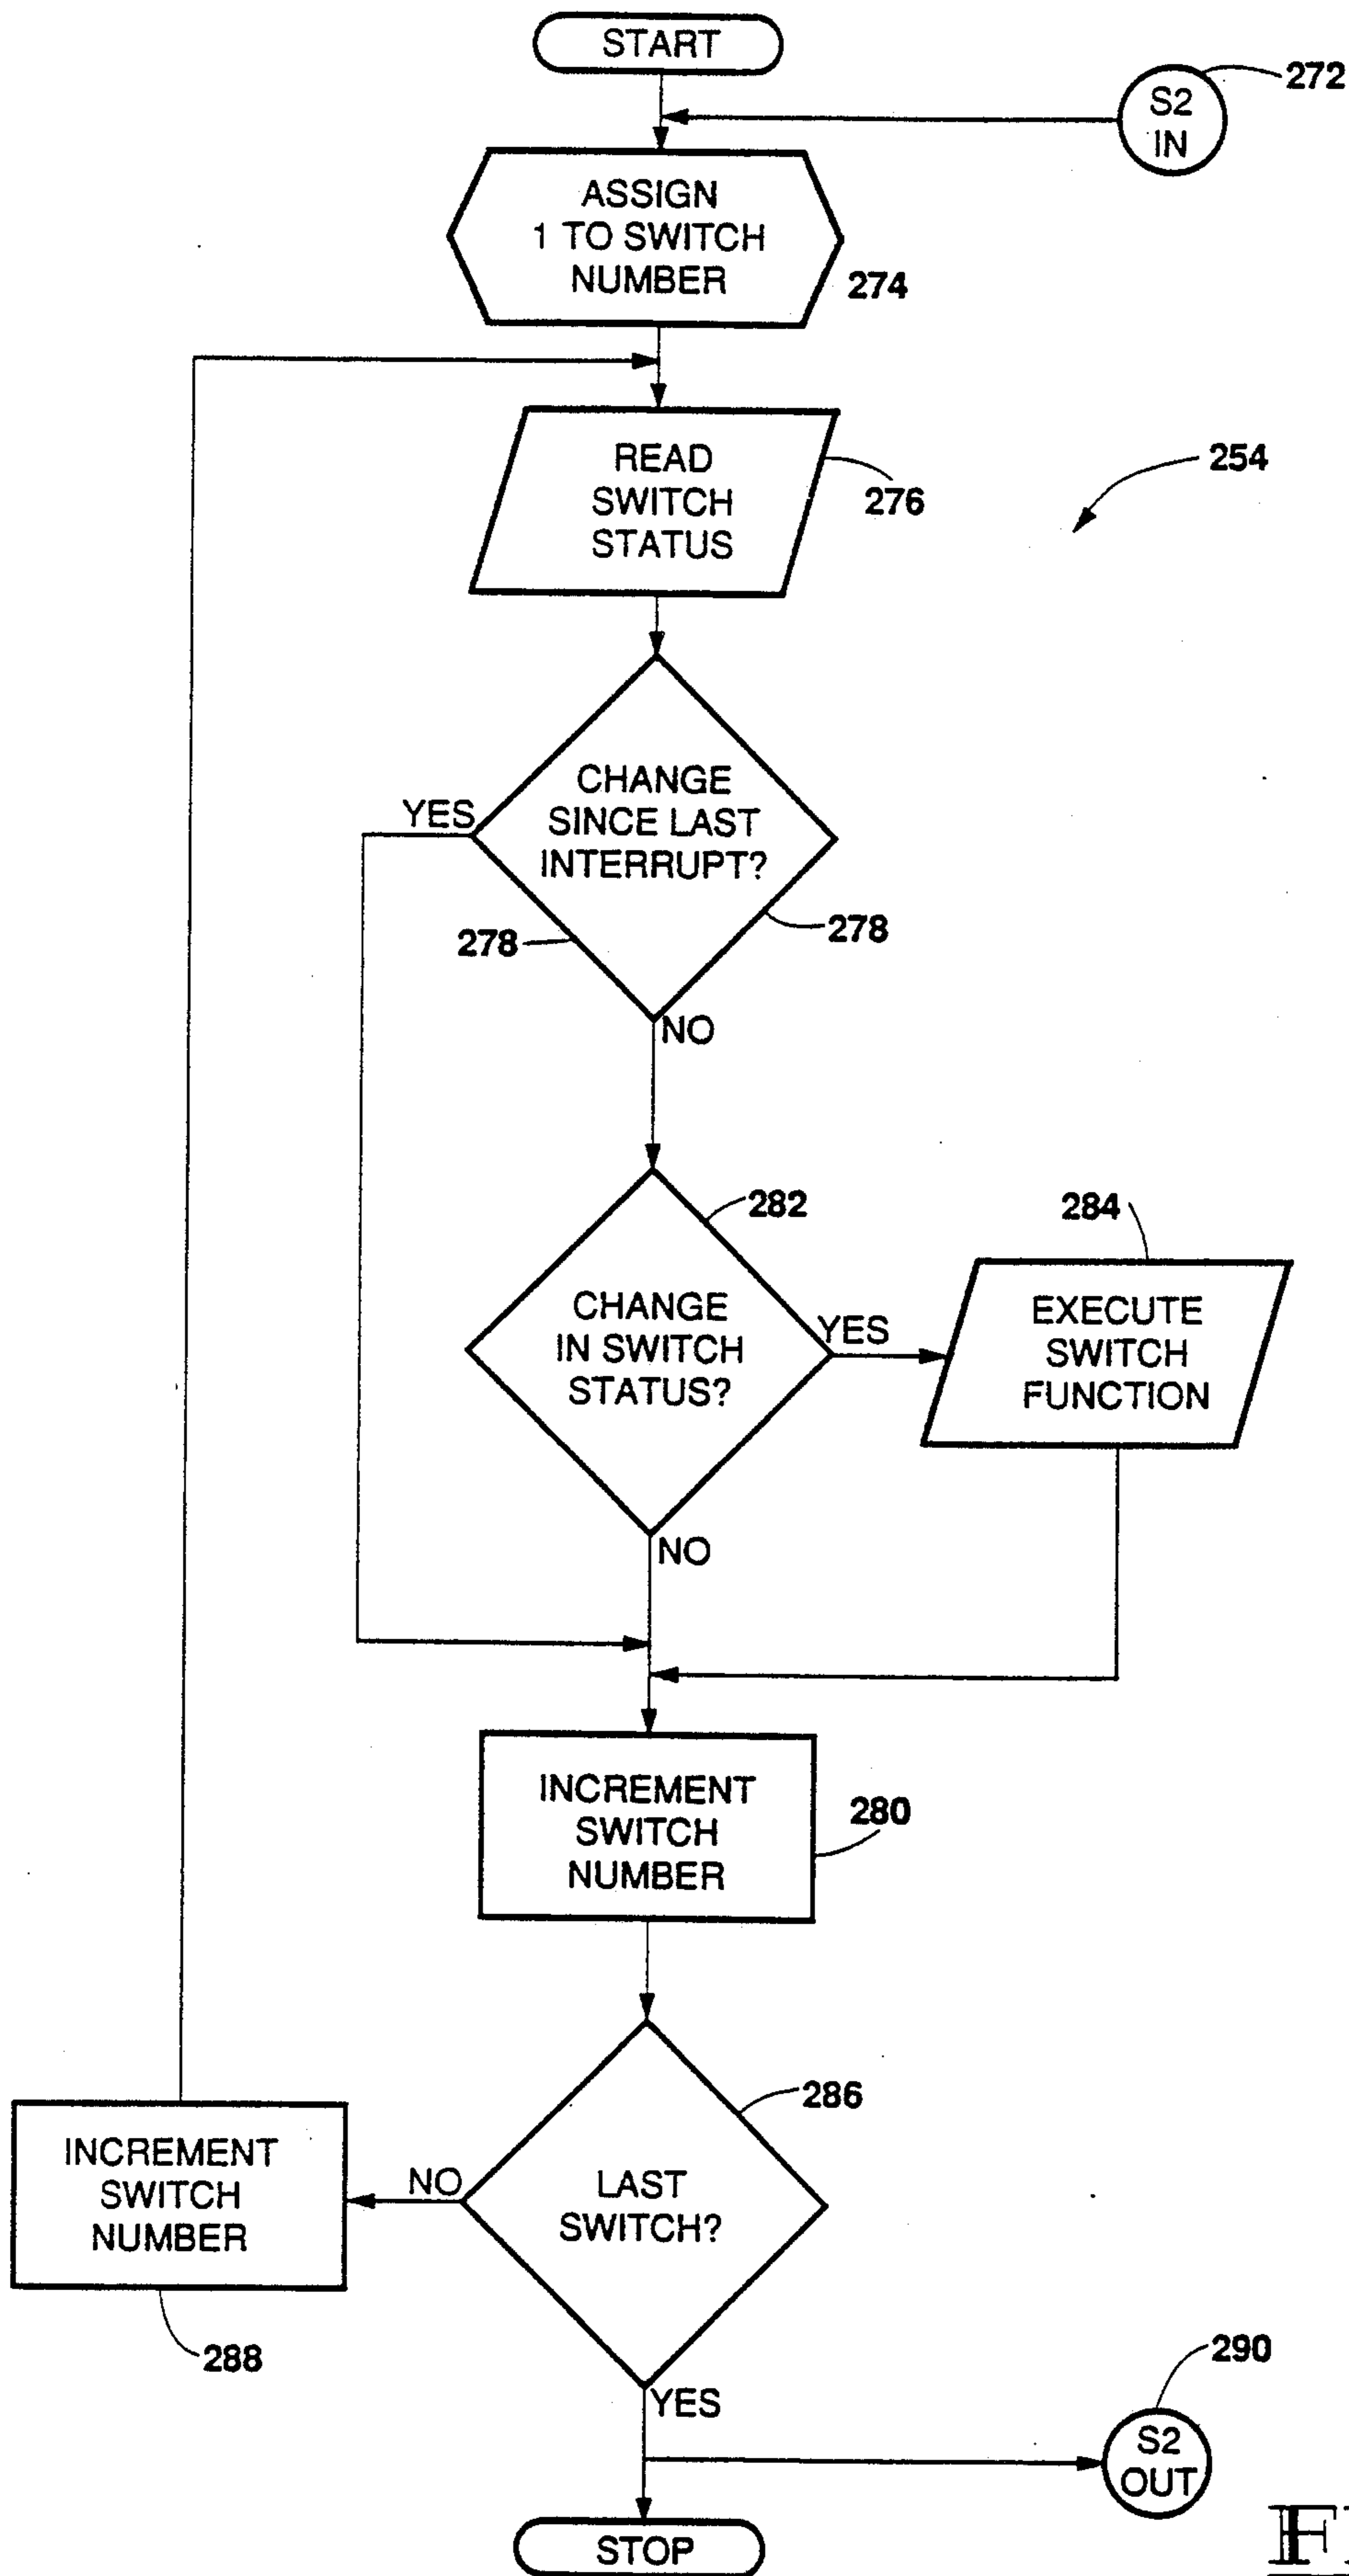 START
S2
IN
272
ASSIGN
1 TO SWITCH
NUMBER
274
READ
SWITCH
STATUS
276
254
CHANGE
SINCE LAST
INTERRUPT?
YES
278
278
NO
282
CHANGE
IN SWITCH
STATUS?
YES
284
EXECUTE
SWITCH
FUNCTION
NO
INCREMENT
SWITCH
NUMBER
280
286
LAST
SWITCH?
NO
INCREMENT
SWITCH
NUMBER
288
YES
290
S2
OUT
STOP